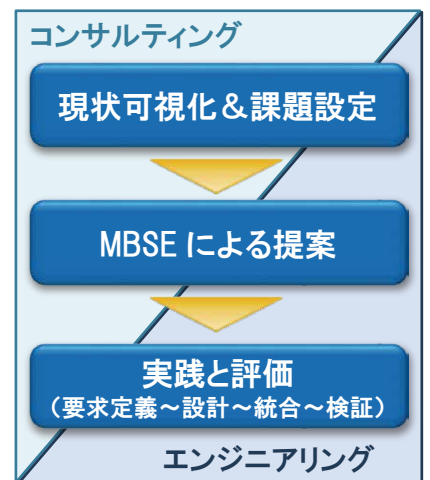 コンサルティング
現状可視化＆課題設定
MBSE による提案
実践と評価
（要求定義～設計～統合～検証）
エンジニアリング